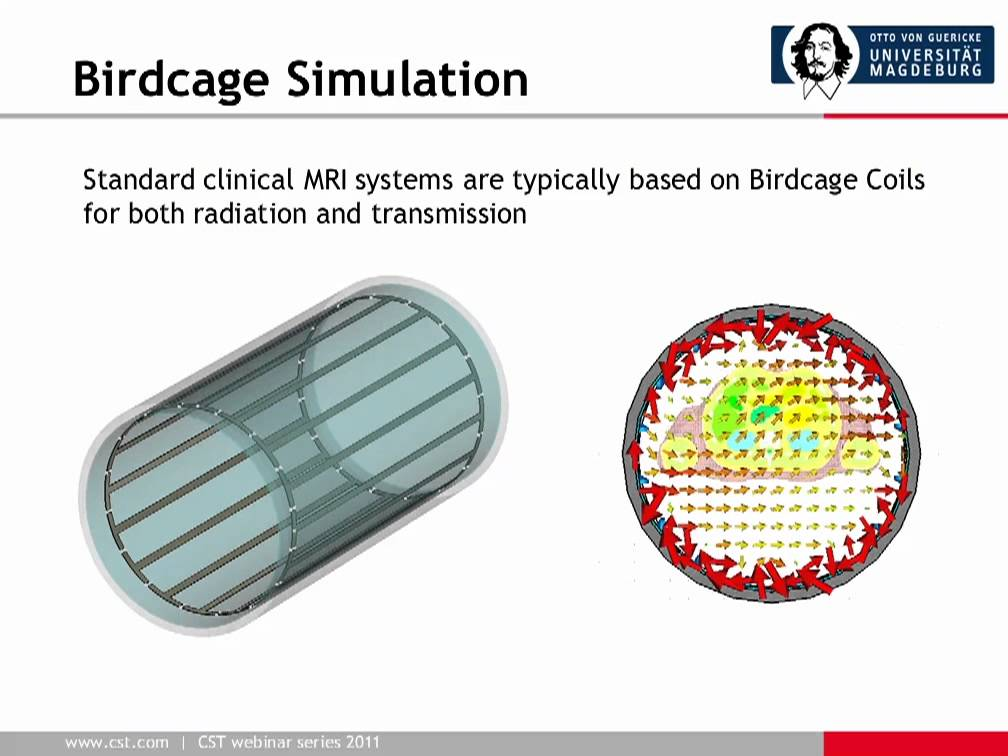 Birdcage Simulation
OTTO VON GUERICKE
UNIVERSITÄT
MAGDEBURG
Standard clinical MRI systems are typically based on Birdcage Coils
for both radiation and transmission
www.cst.com | CST webinar series 2011